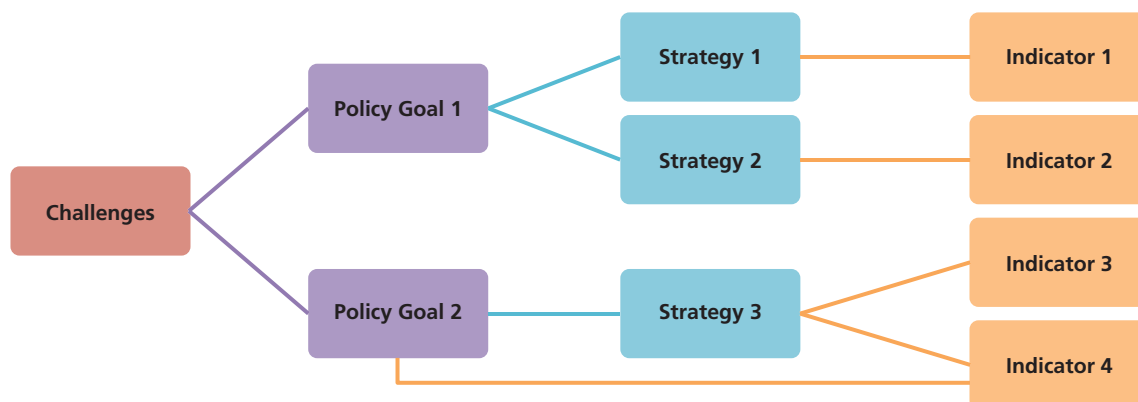 Challenges
Policy Goal 1
Policy Goal 2
Strategy 1
Strategy 2
Strategy 3
Indicator 1
Indicator 2
Indicator 3
Indicator 4